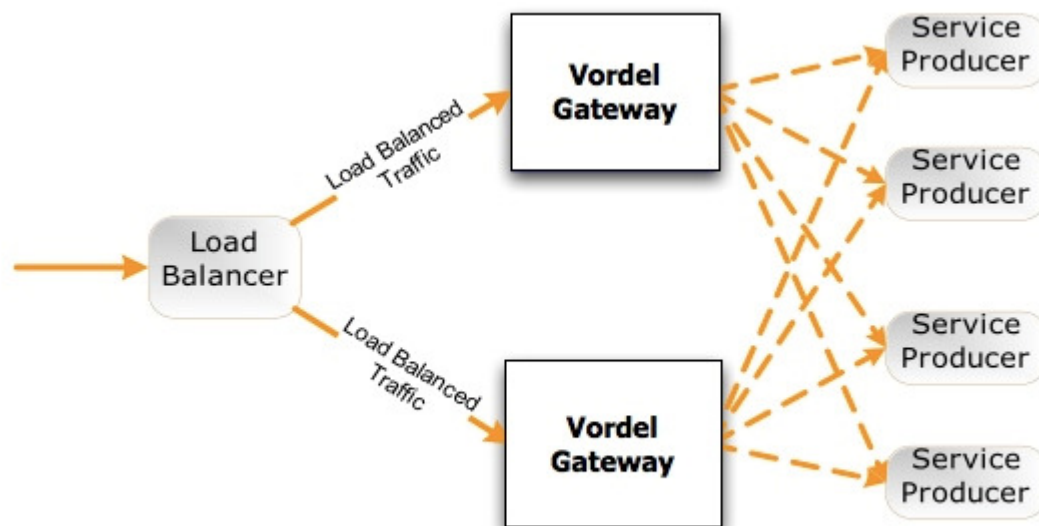 Load
Balancer
Load Balanced
Traffic
Load Balanced
Traffic
Vordel
Gateway
Vordel
Gateway
Service
Producer
Service
Producer
Service
Producer
Service
Producer